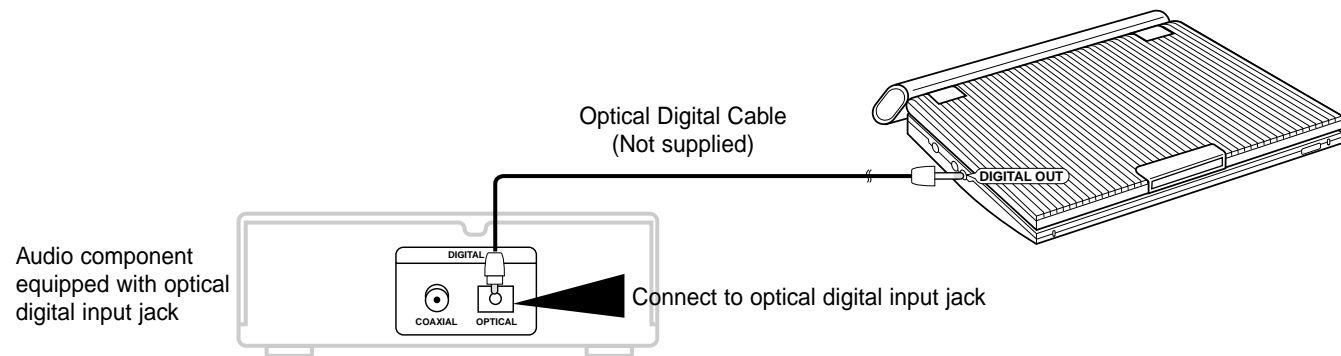 Optical Digital Cable
(Not supplied)
DIGITAL OUT
Audio component
equipped with optical
digital input jack
DIGITAL
COAXIAL
OPTICAL
Connect to optical digital input jack